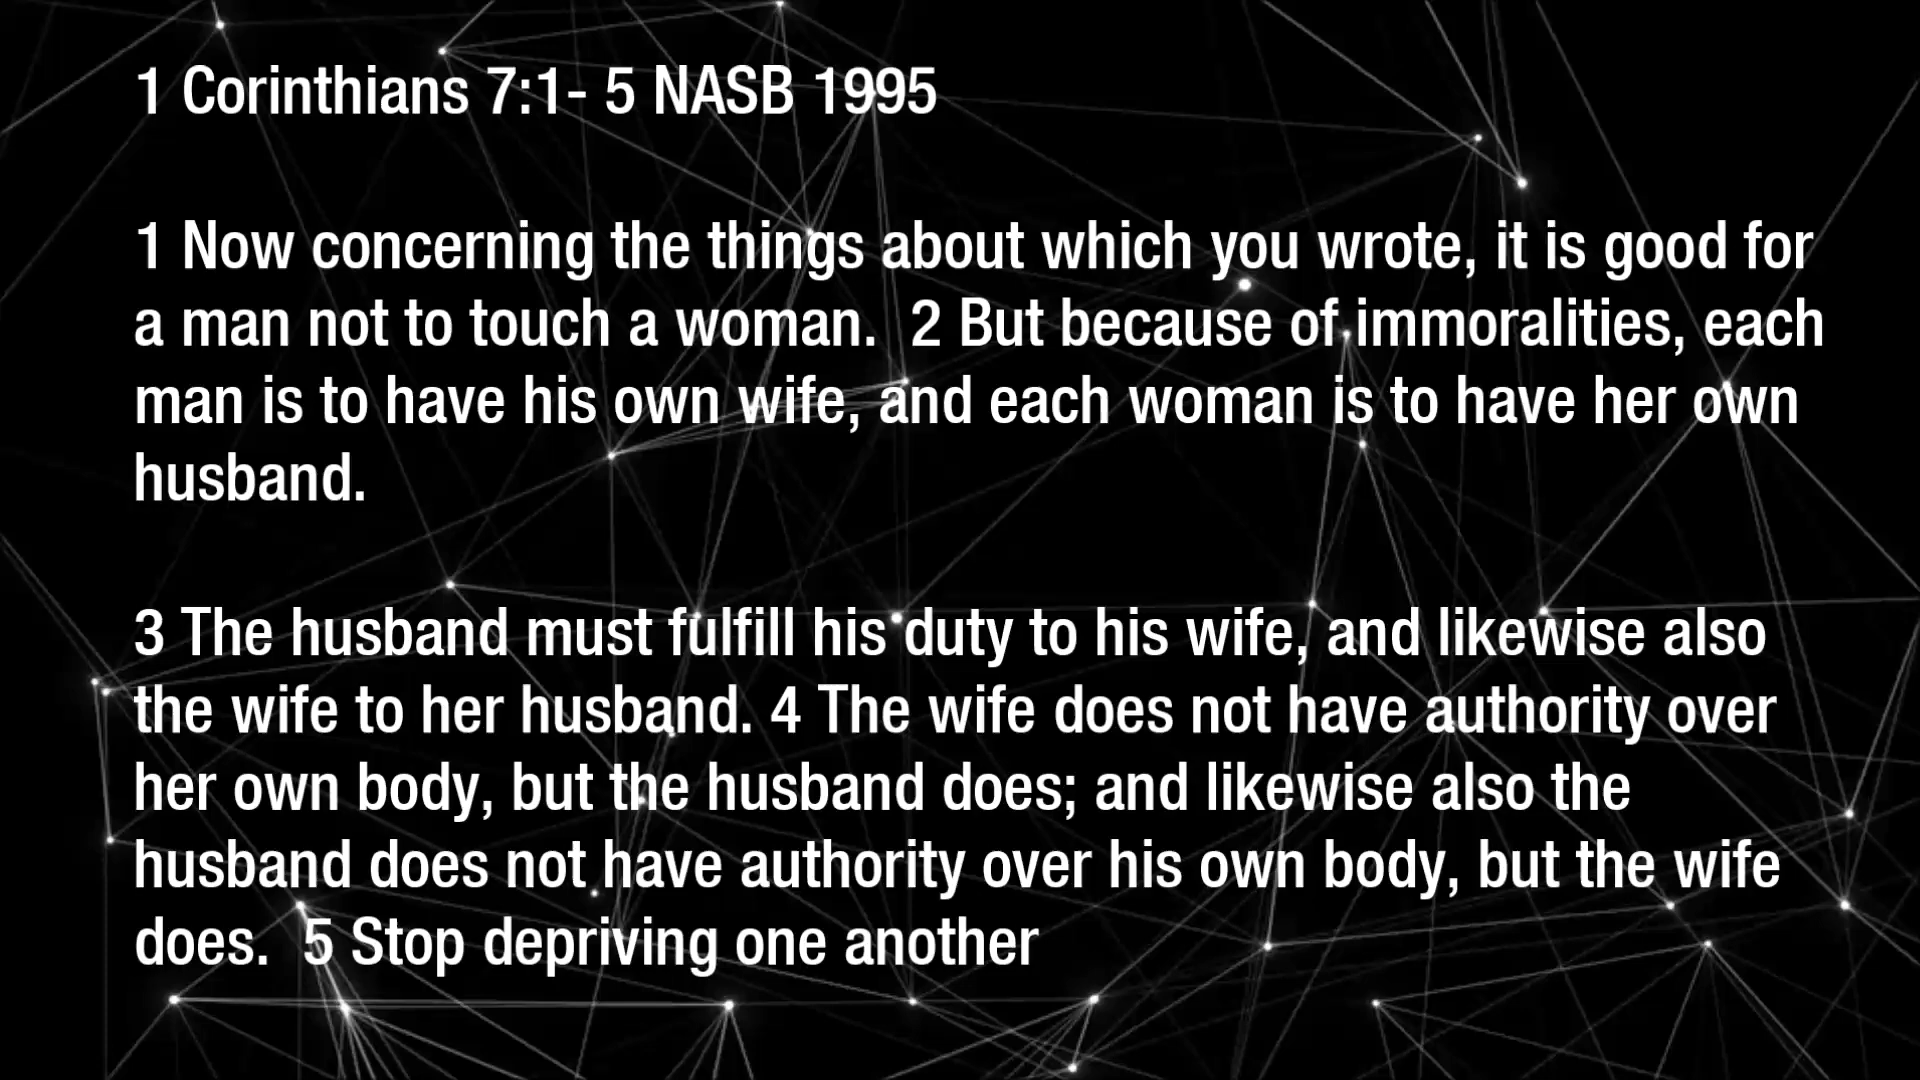 1 Corinthians 7:1- 5 NASB 1995
1 Now concerning the things about which you wrote, it is good for
a man not to touch a woman.  2 But because of immoralities, each
man is to have his own wife, and each woman is to have her own
husband.
3 The husband must fulfill his duty to his wife, and likewise also
the wife to her husband. 4 The wife does not have authority over
her own body, but the husband does; and likewise also the
husband does not have authority over his own body, but the wife
does.  5 Stop depriving one another